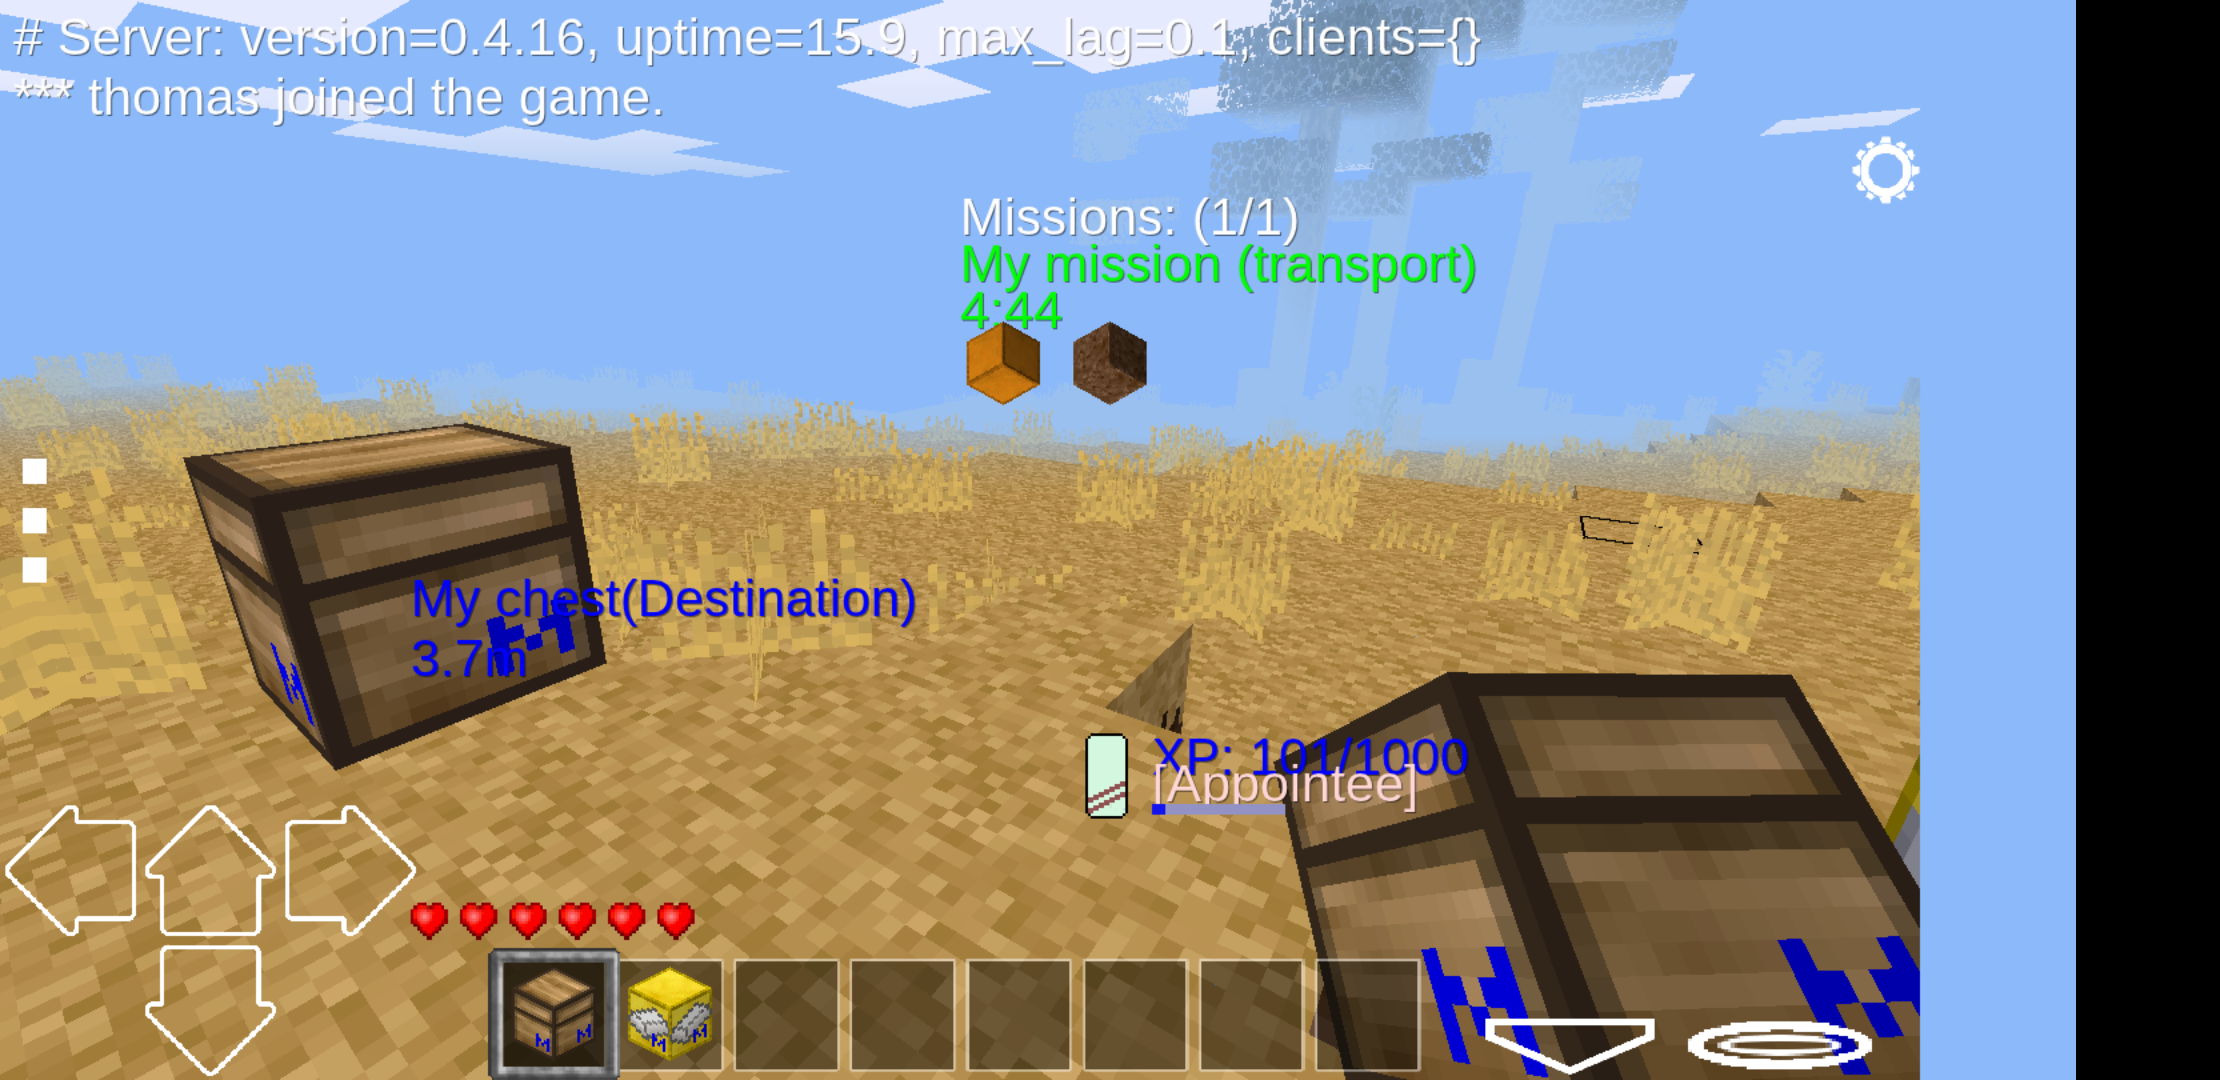 # Server: version=0.4.16, uptime=15.9, max_lag=0.1, clients={}
*** thomas joined the game.
Missions: (1/1)
My mission (transport)
4:44
My chest(Destination)
3.7m
M
M
XP: 101/1000
[Appointee]
M
M
M
M
M
M